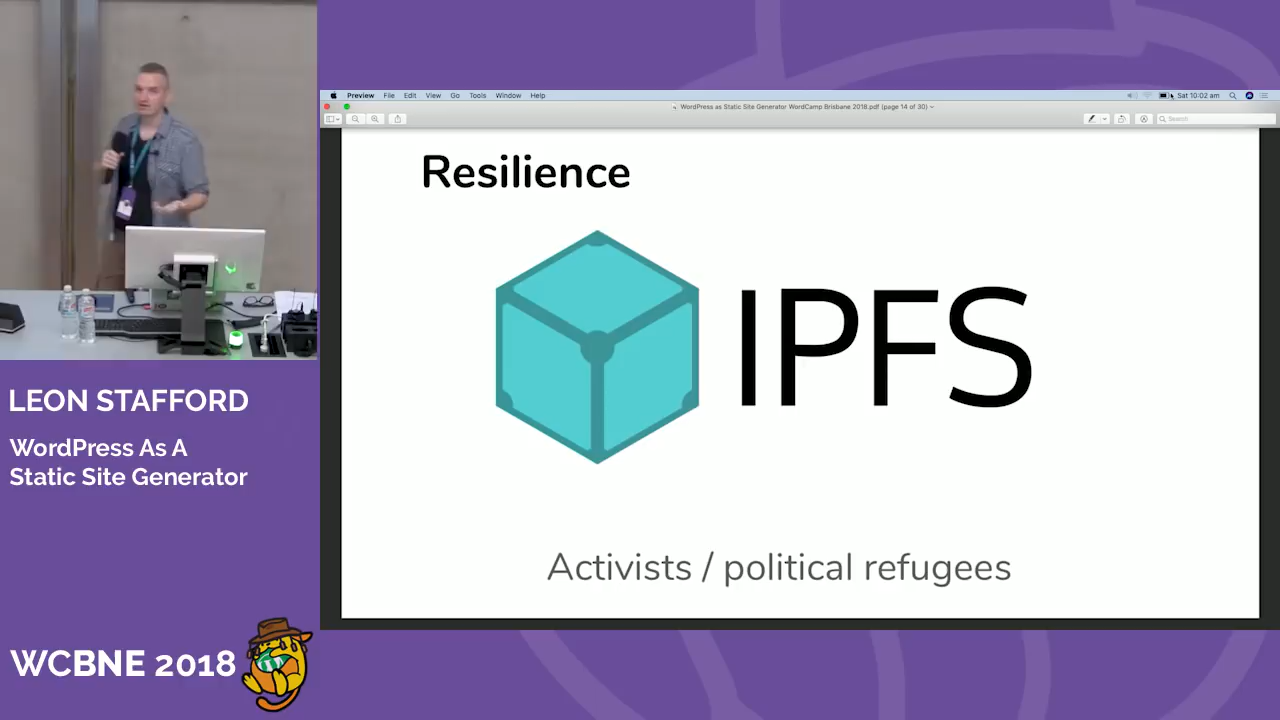 Preview File Edit View Go Tools Window Help
Sat 10:02 am
WordPress as Static Site Generator WordCamp Brisbane 2018.pdf (page 14 of 30)
Search
Resilience
IPFS
Activists / political refugees
LEON STAFFORD
WordPress As A
Static Site Generator
WCBNE 2018